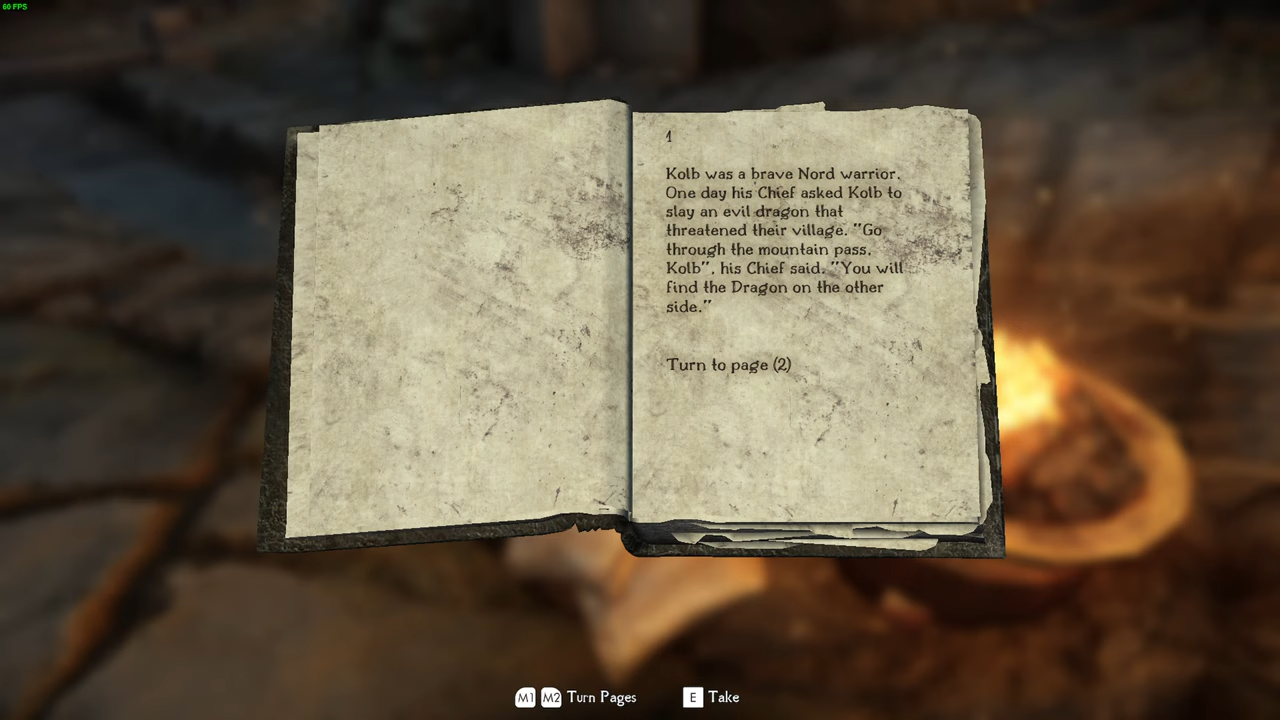 60 FPS
1
Kolb was a brave Nord warrior.
One day his Chief asked Kolb to
slay an evil dragon that
threatened their village. "Go
through the mountain pass,
Kolb", his Chief said. "You will
find the Dragon on the other
side."
Turn to page (2)
M1 M2 Turn Pages
E Take